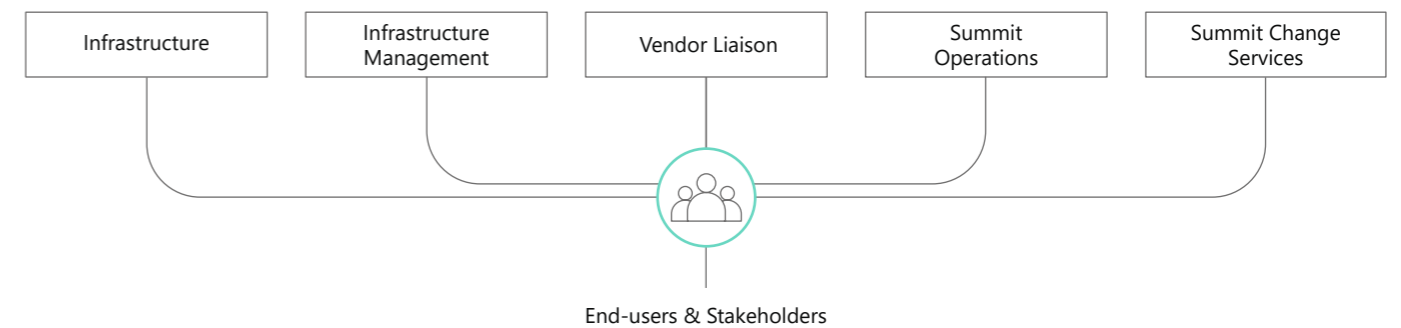 Infrastructure
Infrastructure
Management
Vendor Liaison
Summit
Operations
Summit Change
Services
End-users & Stakeholders